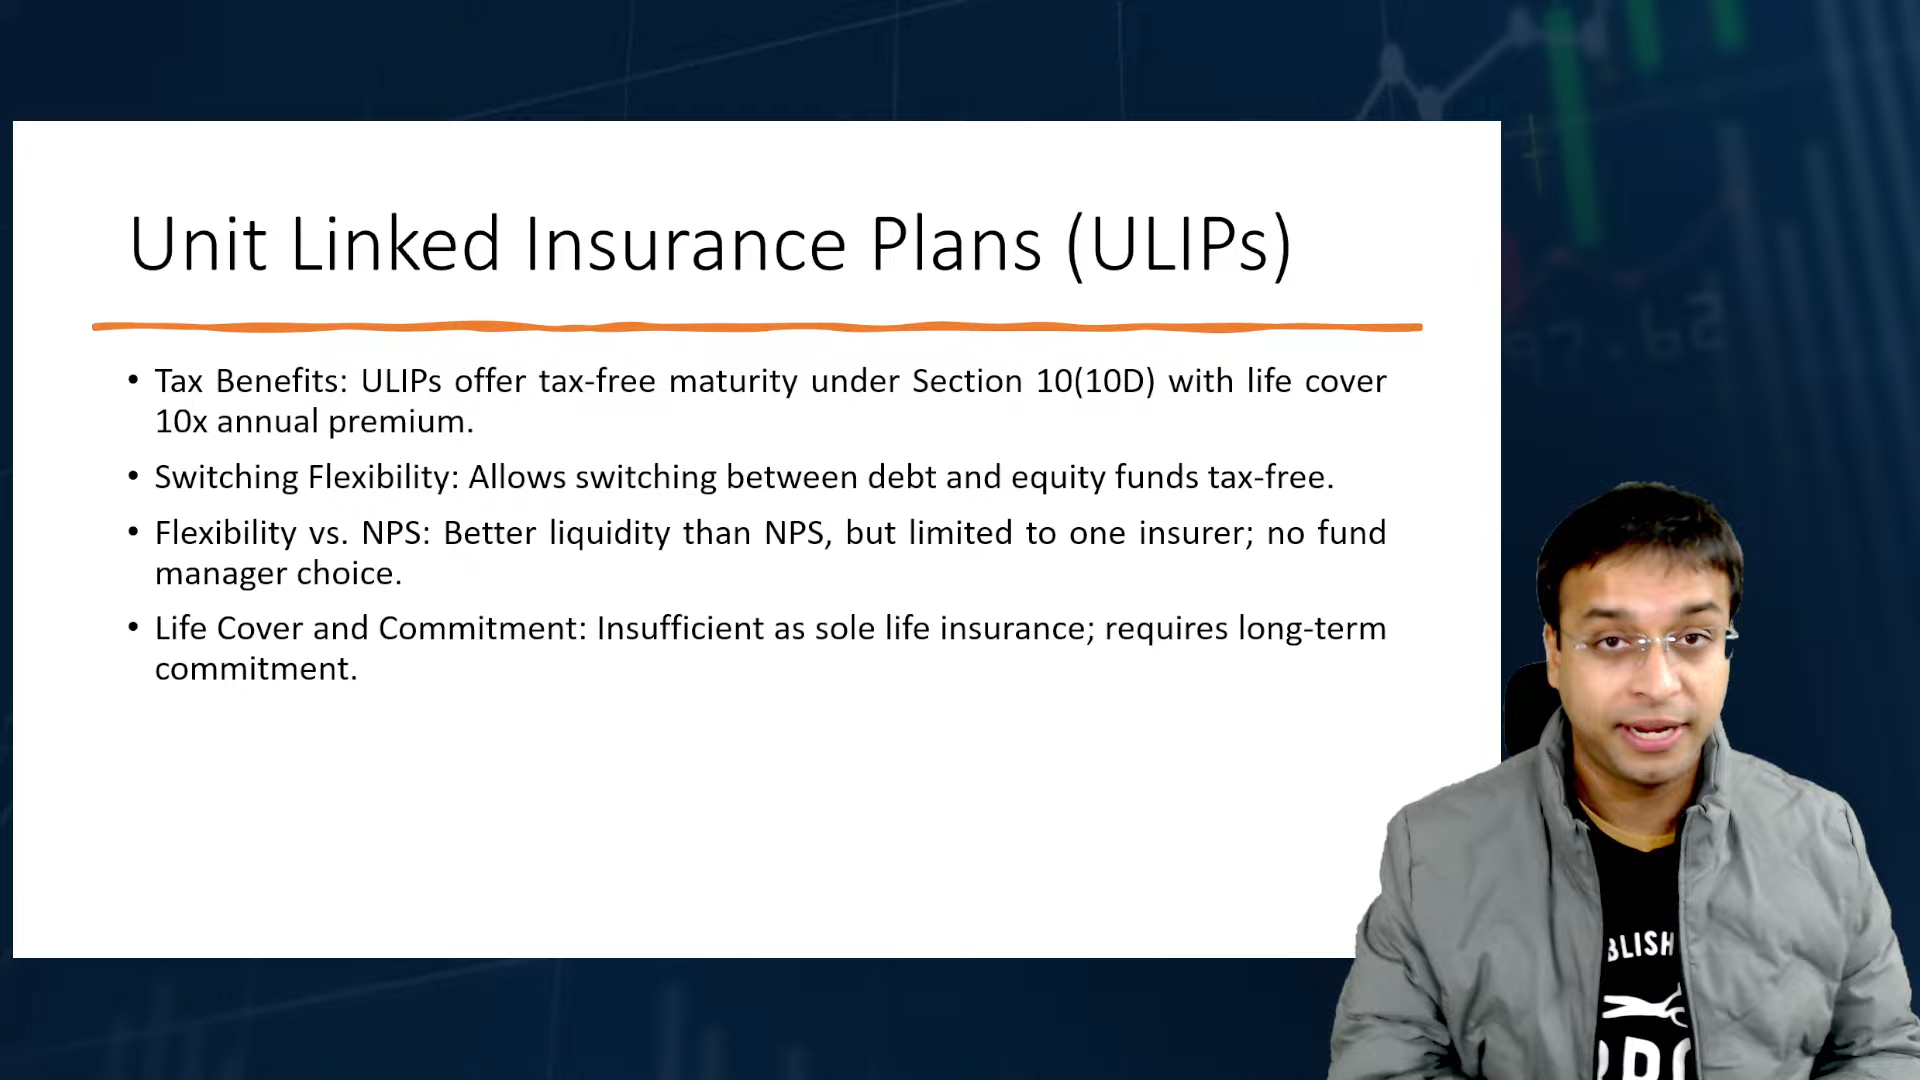 Unit Linked Insurance Plans (ULIPs)
• Tax Benefits: ULIPs offer tax-free maturity under Section 10(10D) with life cover
10x annual premium.
• Switching Flexibility: Allows switching between debt and equity funds tax-free.
• Flexibility vs. NPS: Better liquidity than NPS, but limited to one insurer; no fund
manager choice.
• Life Cover and Commitment: Insufficient as sole life insurance; requires long-term
commitment.